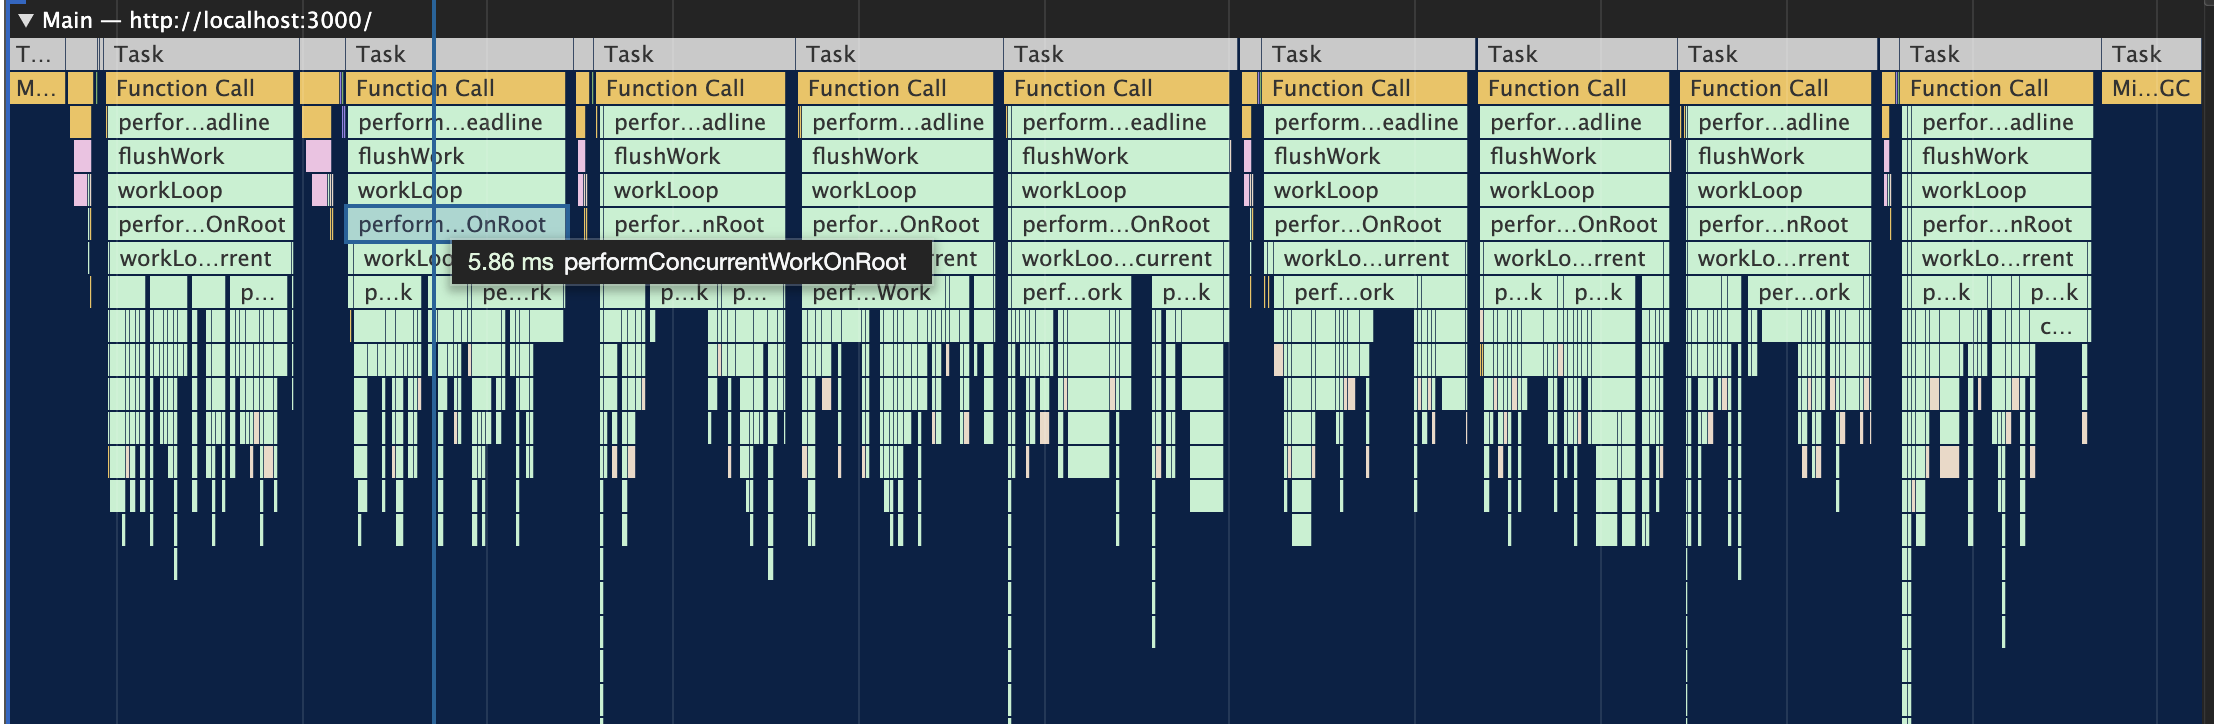 ▼ Main — http://localhost:3000/
T... Task Task Task Task Task Task Task Task Task Task
M... Function Call Function Call Function Call Function Call Function Call Function Call Function Call Function Call Function Call Mi...GC
perfor...adline perform...eadline perfor...adline perform...adline perform...eadline perform...eadline perfor...adline perfor...adline perfor...adline
flushWork flushWork flushWork flushWork flushWork flushWork flushWork flushWork flushWork
workLoop workLoop workLoop workLoop workLoop workLoop workLoop workLoop workLoop
perfor...OnRoot perform...OnRoot perfor...nRoot perfor...OnRoot perform...OnRoot perfor...OnRoot perfor...OnRoot perfor...nRoot perfor...nRoot
workLo...rrent workLoo 5.86 ms performConcurrentWorkOnRoot rrent workLoo...current workLo...urrent workLo...rrent workLo...rrent workLo...rrent
p... p...k pe...rk p...k p... perf...Work perf...ork p...k perf...ork p...k p...k per...ork p...k p...k
c...